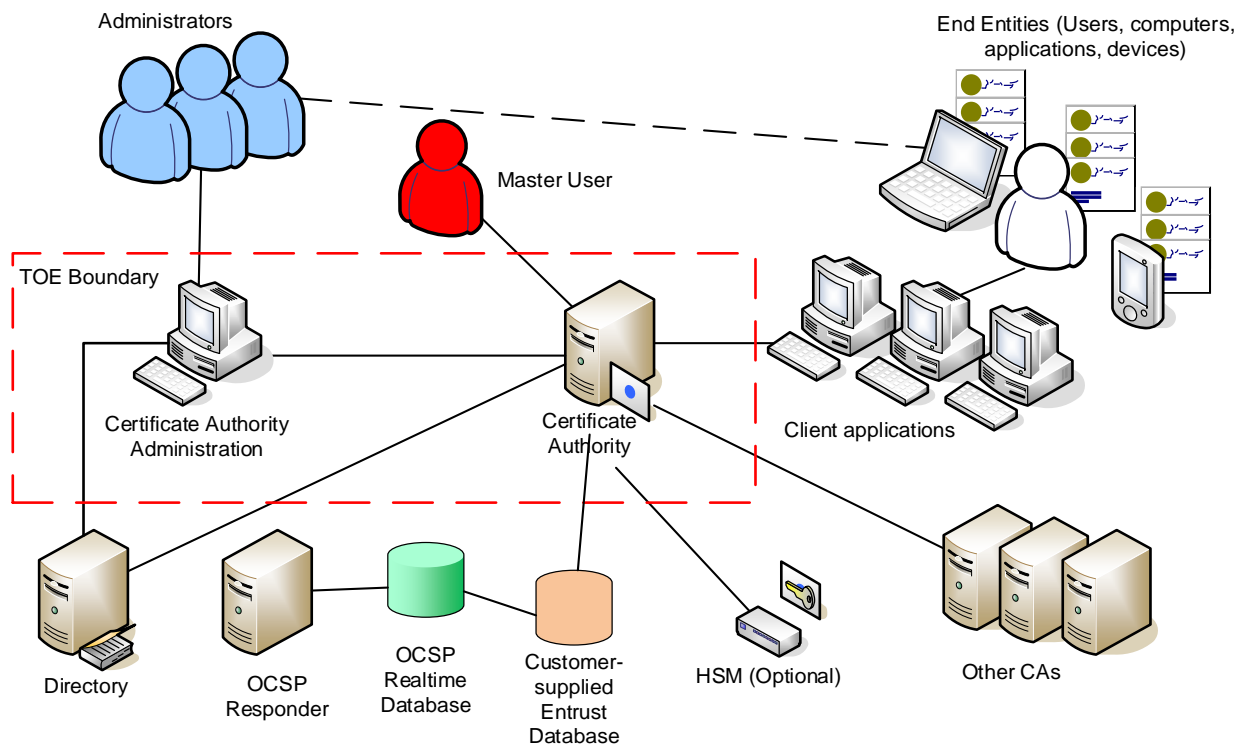 Administrators
End Entities (Users, computers,
applications, devices)
Master User
TOE Boundary
Certificate Authority
Administration
Certificate
Authority
Client applications
Directory
OCSP
Responder
OCSP
Realtime
Database
Customer-
supplied
Entrust
Database
HSM (Optional)
Other CAs